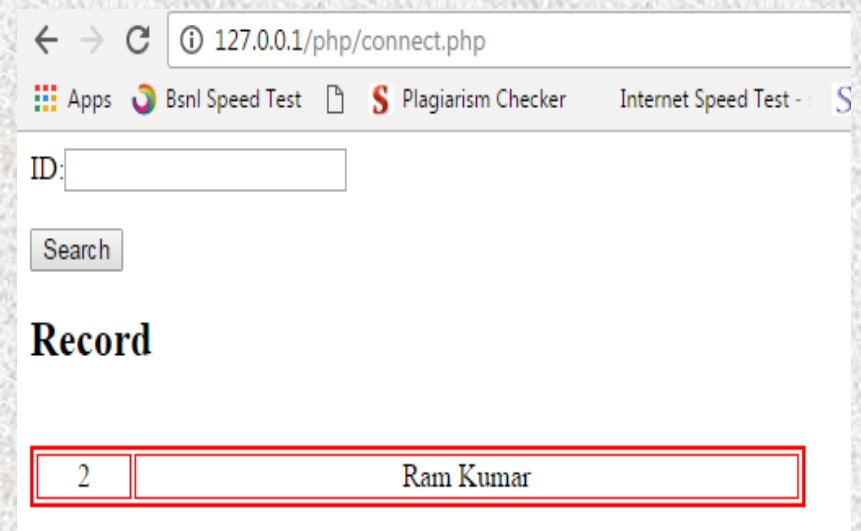 127.0.0.1/php/connect.php
Apps Bsnl Speed Test S Plagiarism Checker Internet Speed Test - S
ID:
Search
Record
2 Ram Kumar